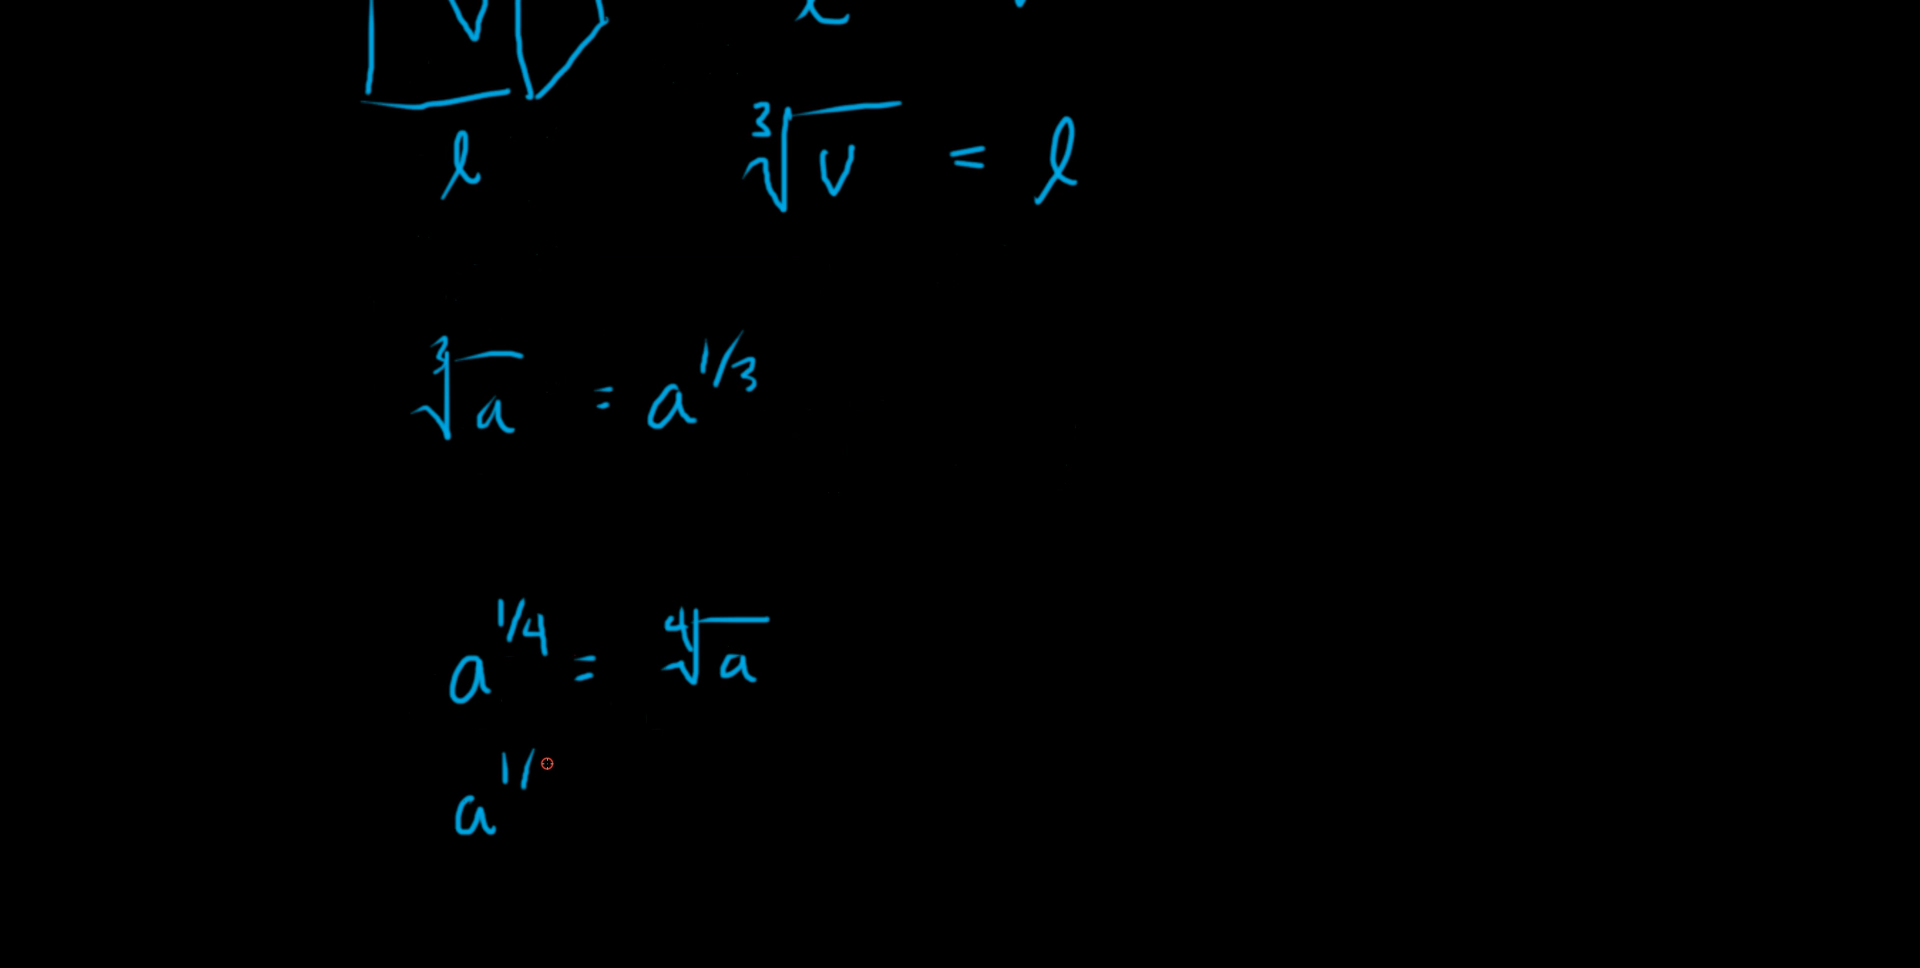 V
l ∛V = l
∛a = a^1/3
a^1/4 = ∜a
a^1/